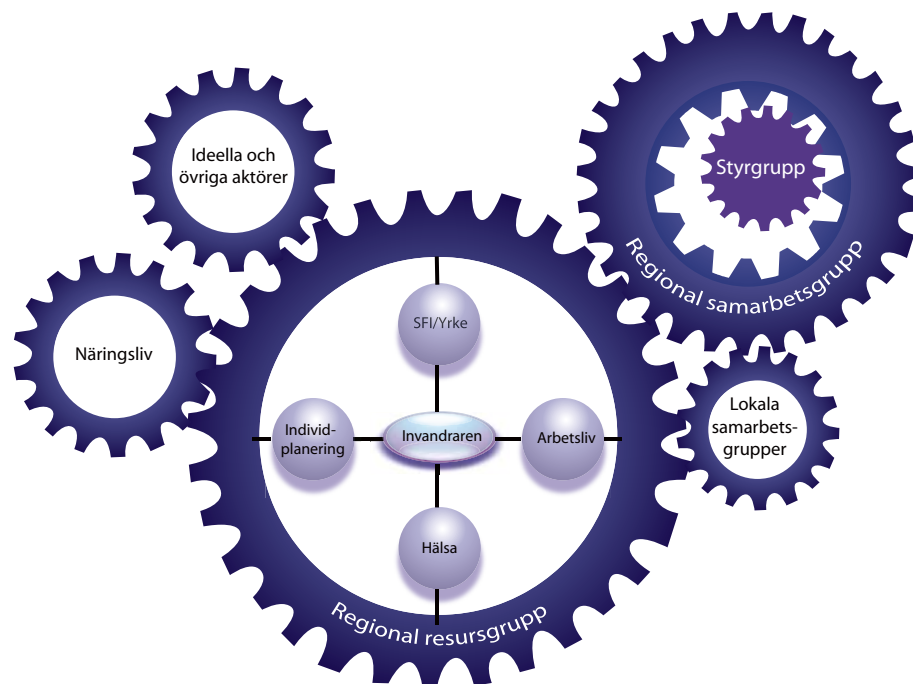 Ideella och
övriga aktörer
Styrgrupp
Regional samarbetsgrupp
Näringsliv
SFI/Yrke
Individ-
planering
Invandraren
Arbetsliv
Hälsa
Lokala
samarbets-
grupper
Regional resursgrupp